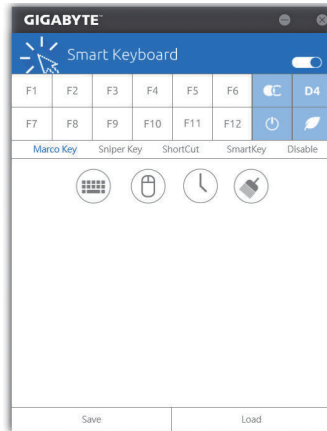 GIGABYTE™
Smart Keyboard
F1 F2 F3 F4 F5 F6 D4
F7 F8 F9 F10 F11 F12
Marco Key Sniper Key ShortCut SmartKey Disable
Save Load